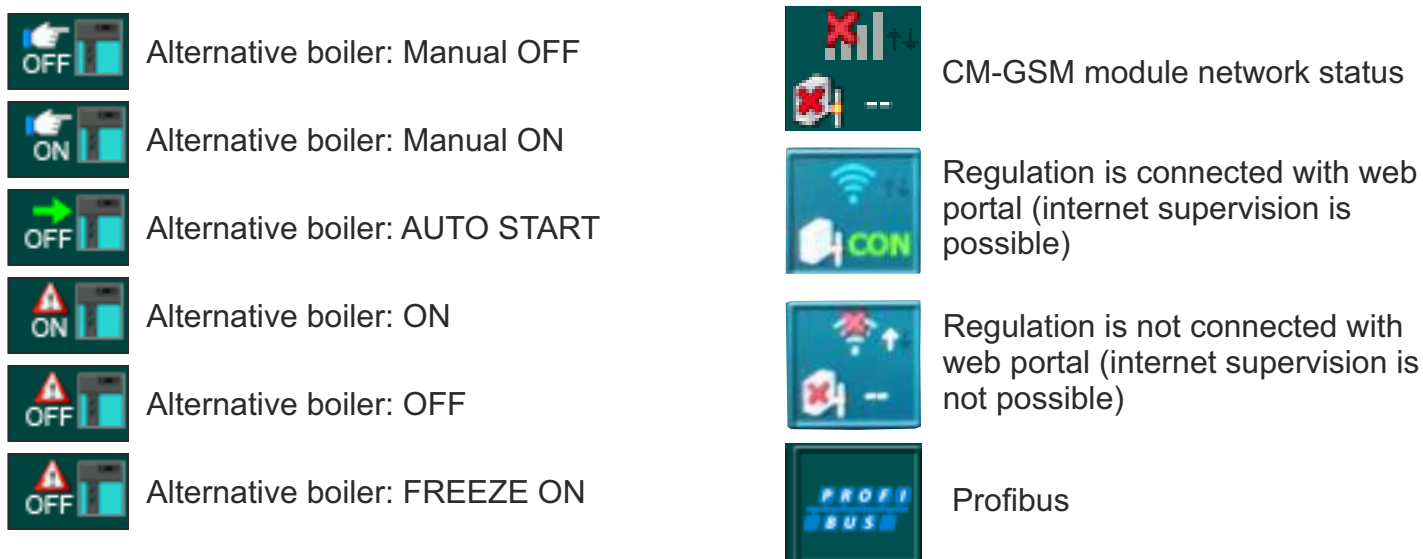 OFF
Alternative boiler: Manual OFF
ON
Alternative boiler: Manual ON
OFF
Alternative boiler: AUTO START
ON
Alternative boiler: ON
OFF
Alternative boiler: OFF
OFF
Alternative boiler: FREEZE ON
--
CM-GSM module network status
CON
Regulation is connected with web
portal (internet supervision is
possible)
--
Regulation is not connected with
web portal (internet supervision is
not possible)
PROFI
BUS
Profibus